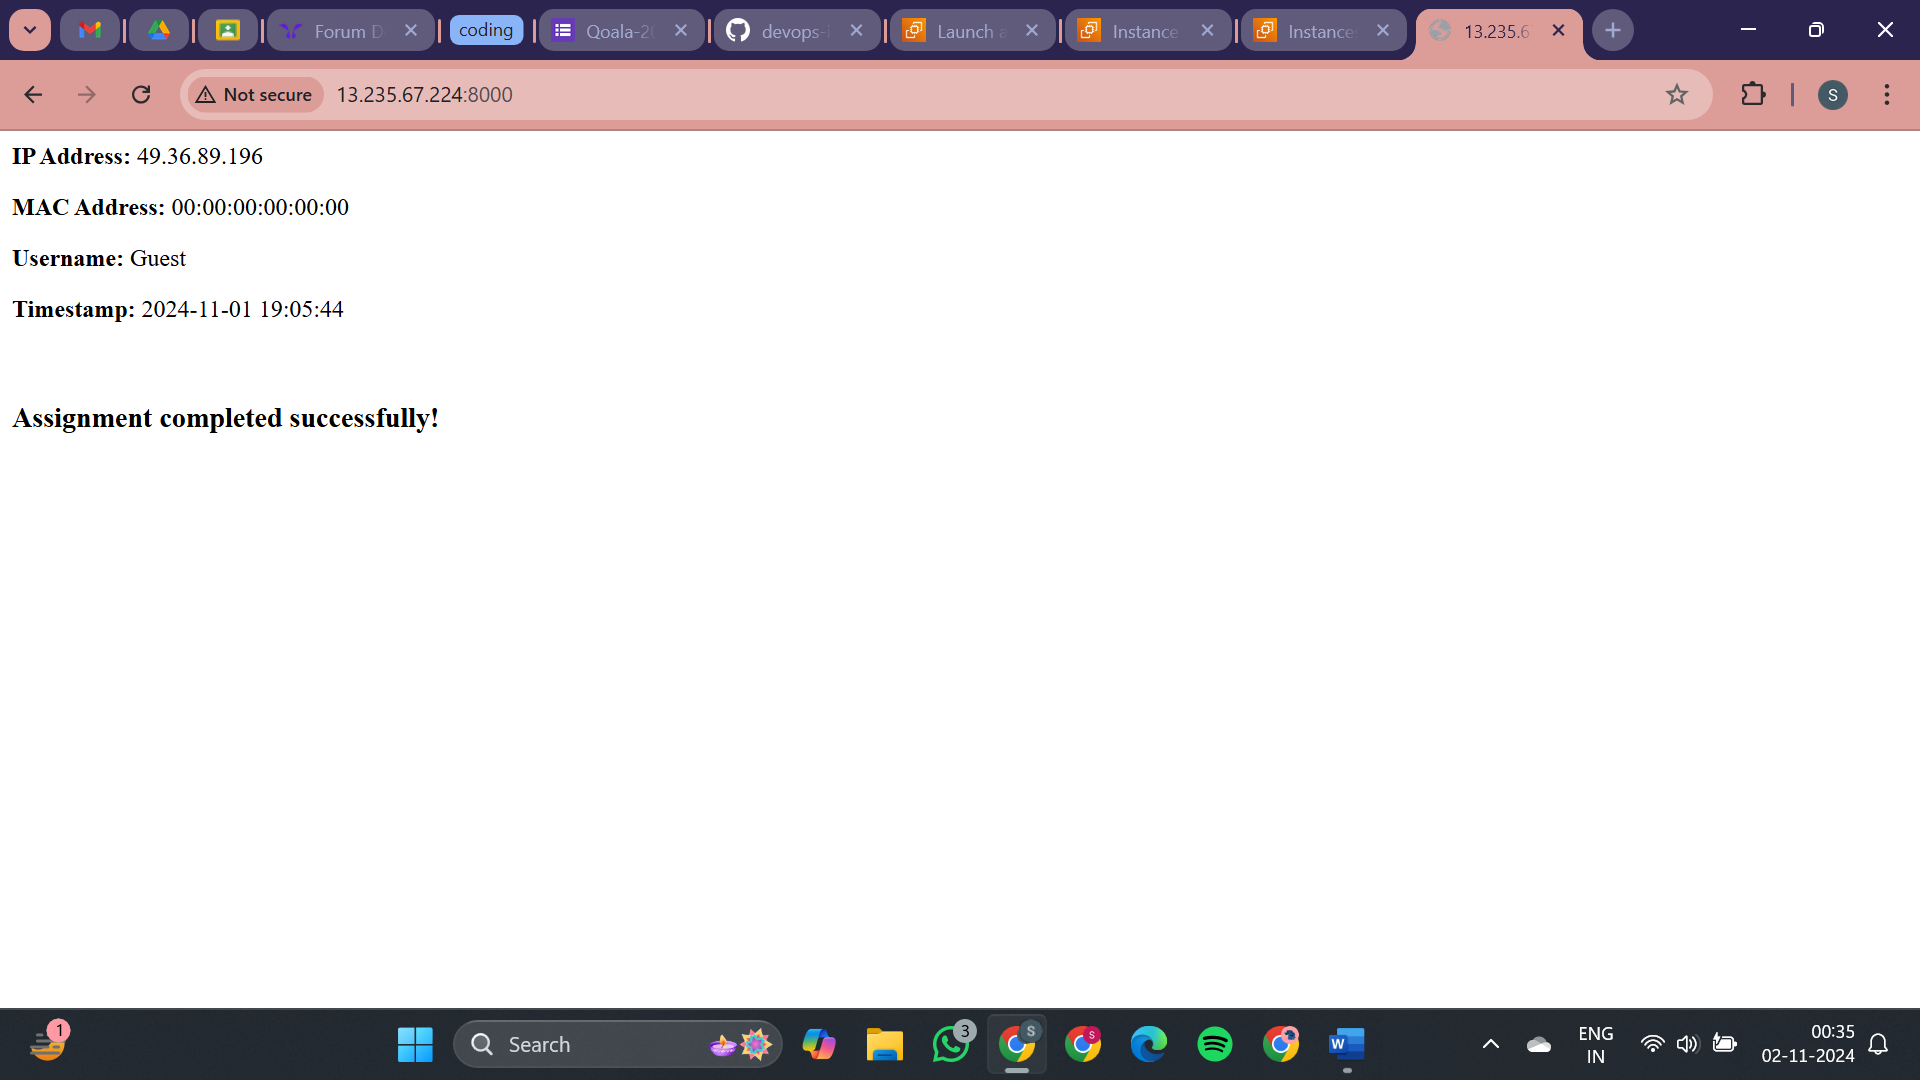 Forum D
coding
Qoala-20
devops-
Launch a
Instance
Instance
13.235.6
Not secure
13.235.67.224:8000
S
IP Address: 49.36.89.196
MAC Address: 00:00:00:00:00:00
Username: Guest
Timestamp: 2024-11-01 19:05:44
Assignment completed successfully!
1
Search
3
S
S
W
ENG
IN
00:35
02-11-2024